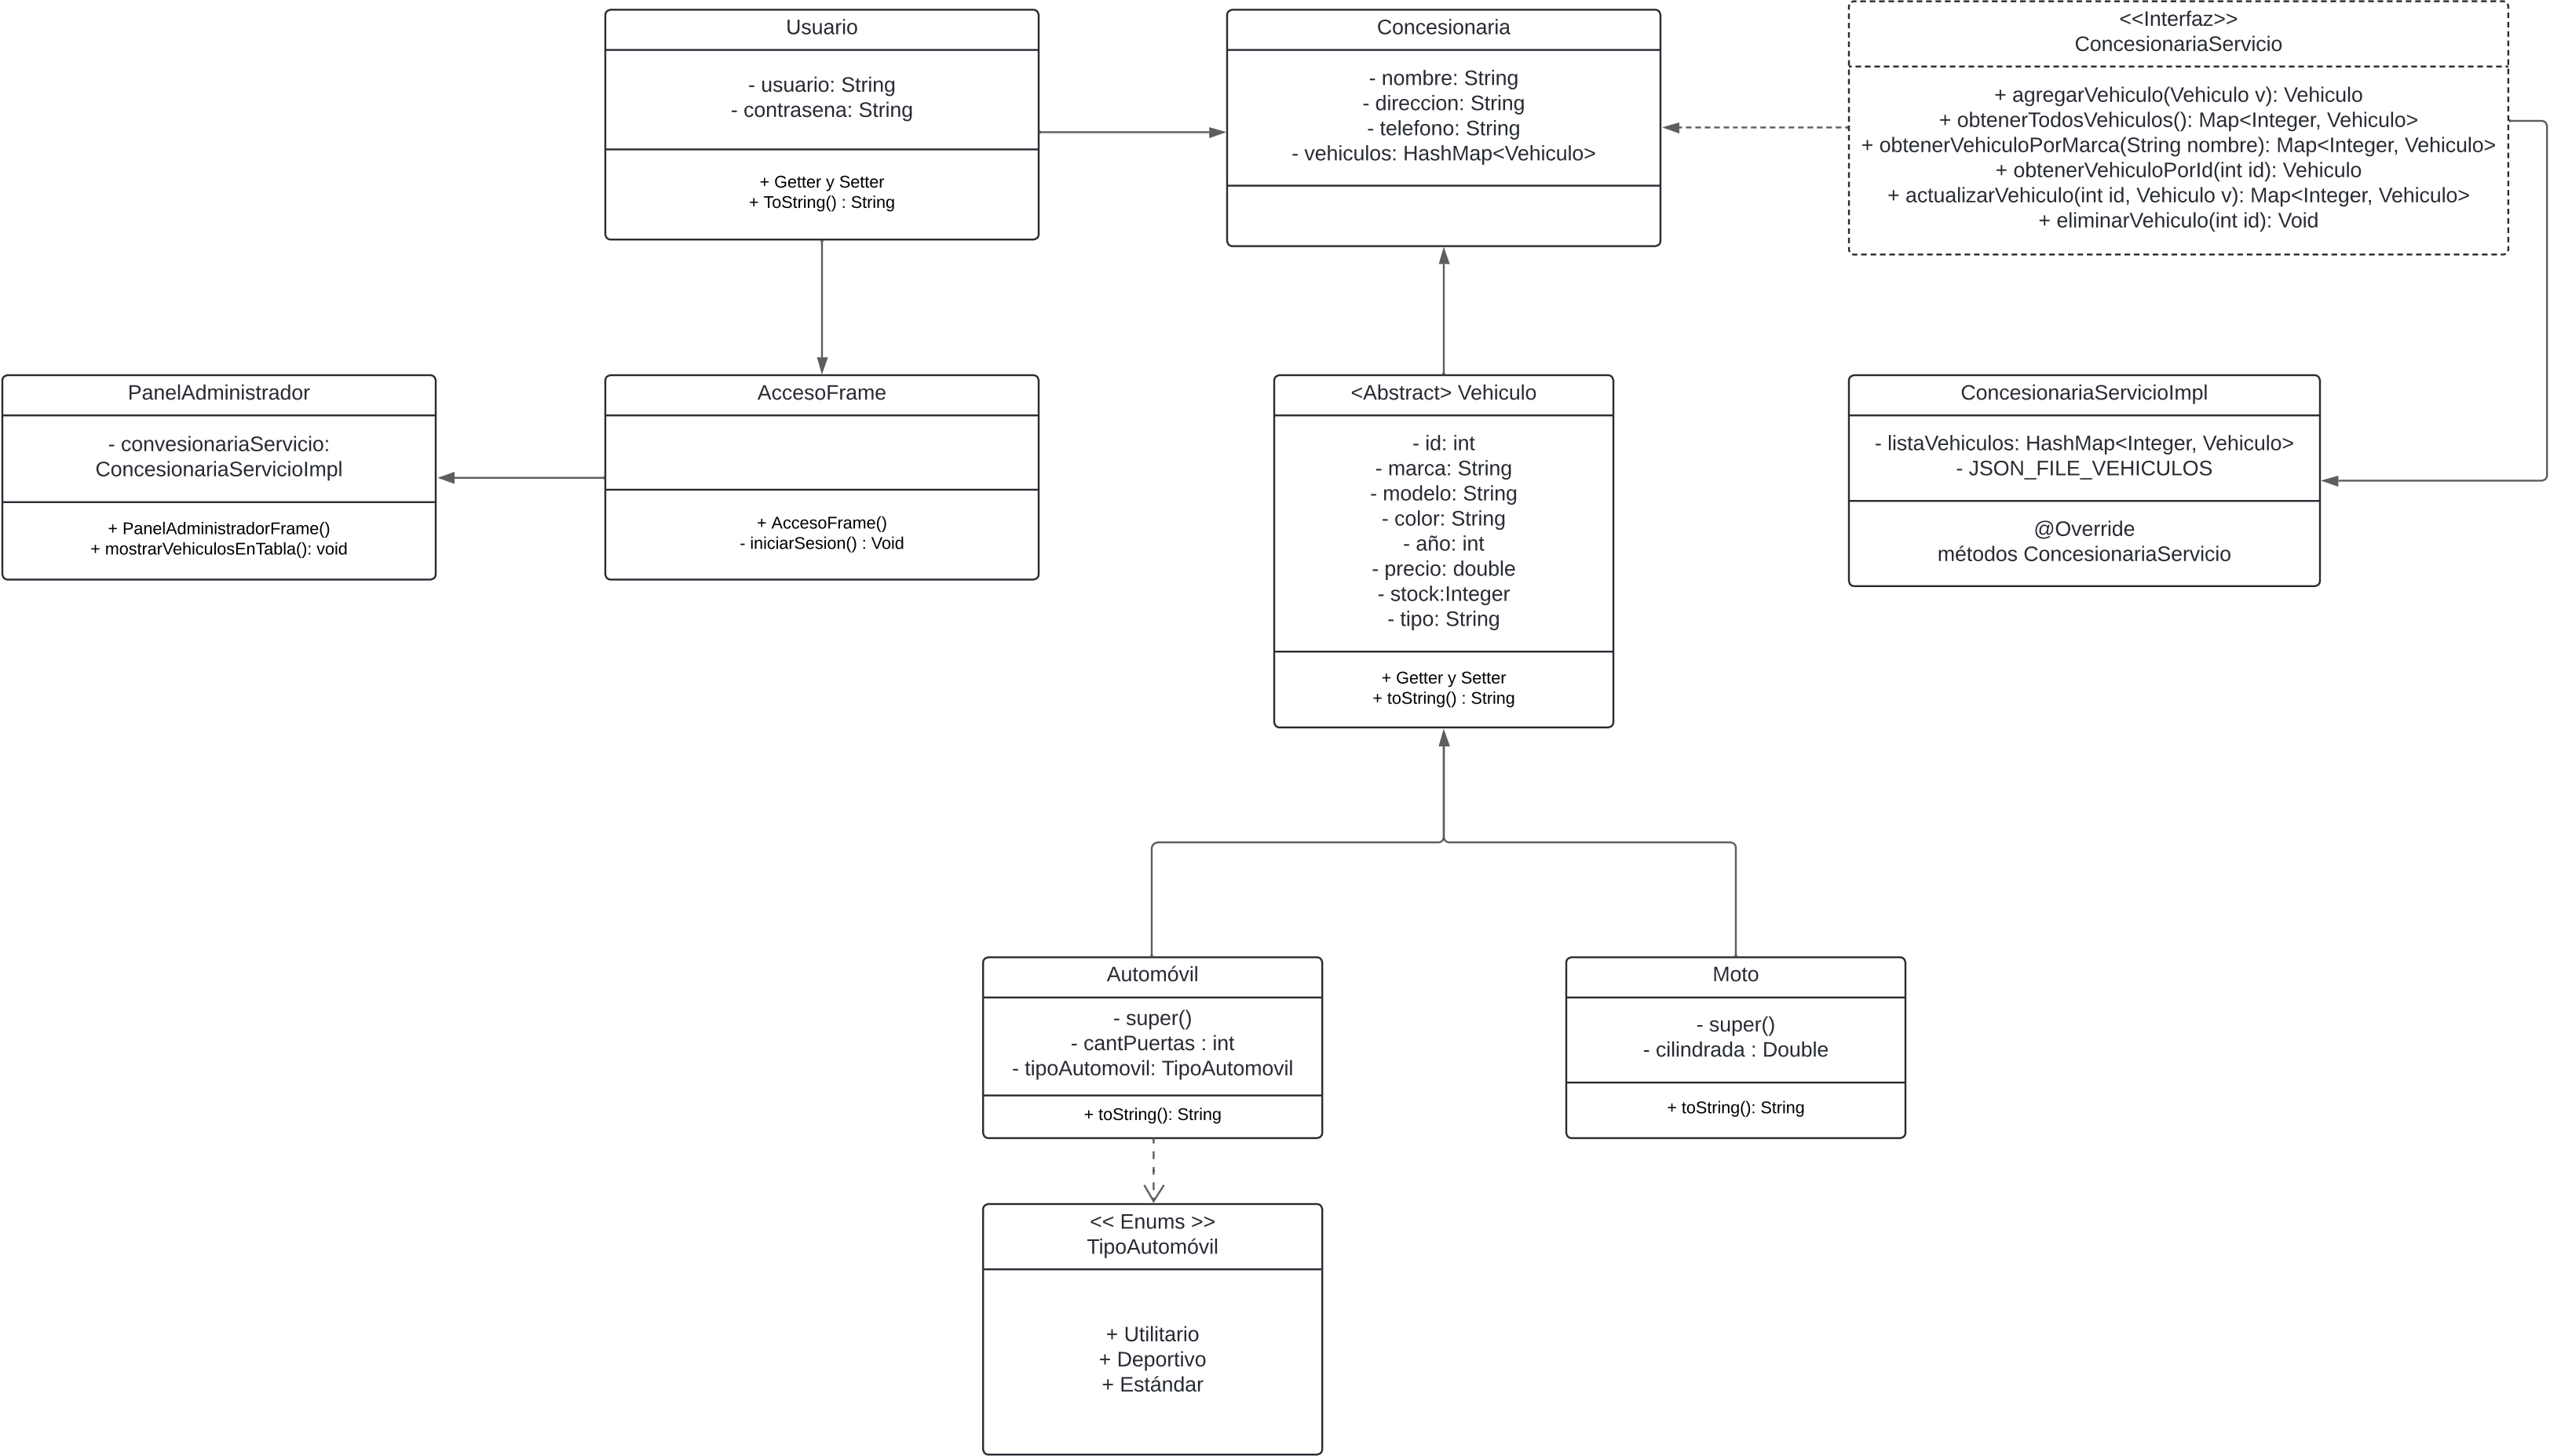 Usuario
- usuario: String
- contrasena: String
+ Getter y Setter
+ ToString() : String
Concesionaria
- nombre: String
- direccion: String
- telefono: String
- vehiculos: HashMap<Vehiculo>
<<Interfaz>>
ConcesionariaServicio
+ agregarVehiculo(Vehiculo v): Vehiculo
+ obtenerTodosVehiculos(): Map<Integer, Vehiculo>
+ obtenerVehiculoPorMarca(String nombre): Map<Integer, Vehiculo>
+ obtenerVehiculoPorId(int id): Vehiculo
+ actualizarVehiculo(int id, Vehiculo v): Map<Integer, Vehiculo>
+ eliminarVehiculo(int id): Void
PanelAdministrador
- convesionariaServicio:
ConcesionariaServicioImpl
+ PanelAdministradorFrame()
+ mostrarVehiculosEnTabla(): void
AccesoFrame
+ AccesoFrame()
- iniciarSesion() : Void
<Abstract> Vehiculo
- id: int
- marca: String
- modelo: String
- color: String
- año: int
- precio: double
- stock:Integer
- tipo: String
+ Getter y Setter
+ toString() : String
ConcesionariaServicioImpl
- listaVehiculos: HashMap<Integer, Vehiculo>
- JSON_FILE_VEHICULOS
@Override
métodos ConcesionariaServicio
Automóvil
- super()
- cantPuertas : int
- tipoAutomovil: TipoAutomovil
+ toString(): String
Moto
- super()
- cilindrada : Double
+ toString(): String
<< Enums >>
TipoAutomóvil
+ Utilitario
+ Deportivo
+ Estándar